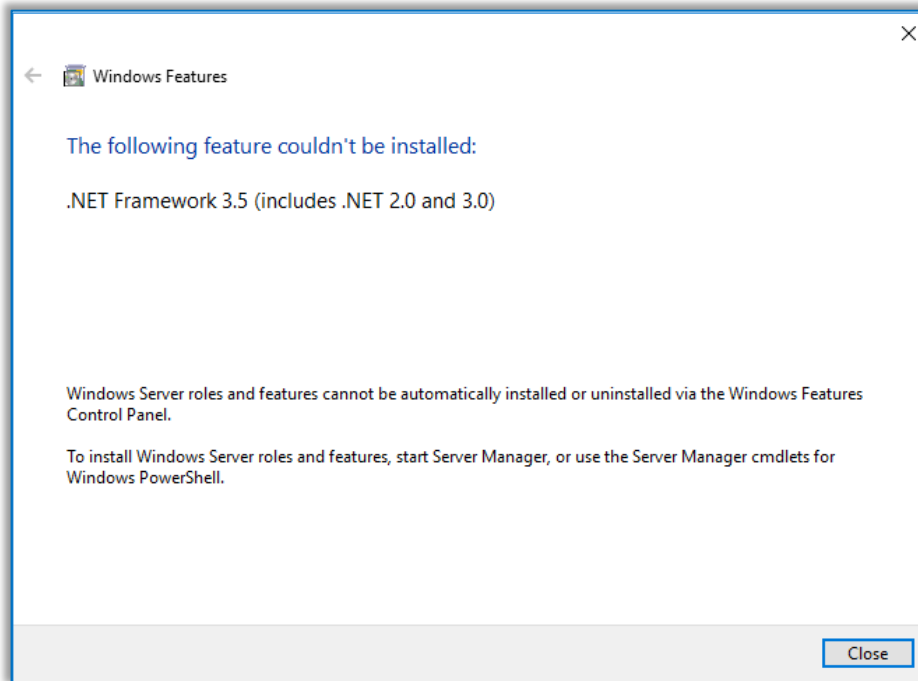 Windows Features
The following feature couldn't be installed:
.NET Framework 3.5 (includes .NET 2.0 and 3.0)
Windows Server roles and features cannot be automatically installed or uninstalled via the Windows Features
Control Panel.
To install Windows Server roles and features, start Server Manager, or use the Server Manager cmdlets for
Windows PowerShell.
Close